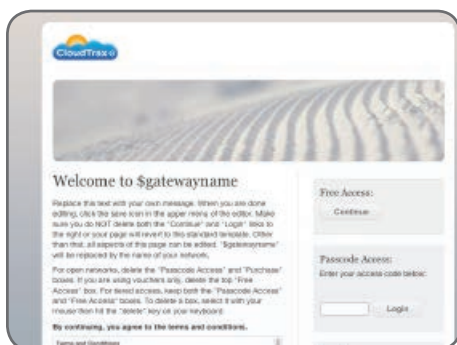 CloudTrax
Welcome to $gatewayname
Replace this text with your own message. When you are done
editing, click the save icon in the upper menu of the editor. Make
sure you do NOT delete both the "Continue" and "Login" links to
the right or your page will revert to the standard template. Other
than that, all aspects of this page can be edited. "$gatewayname"
will be replaced by the name of your network.
For open networks, delete the "Passcode Access" and "Purchase"
boxes. If you are using vouchers only, delete the top "Free
Access" box. For tiered access, keep both the "Passcode Access"
and "Free Access" boxes. To delete a box, select it with your
mouse then hit the "delete" key on your keyboard.
By continuing, you agree to the terms and conditions.
Terms and Conditions
Free Access:
Continue
Passcode Access:
Enter your access code below:
Login